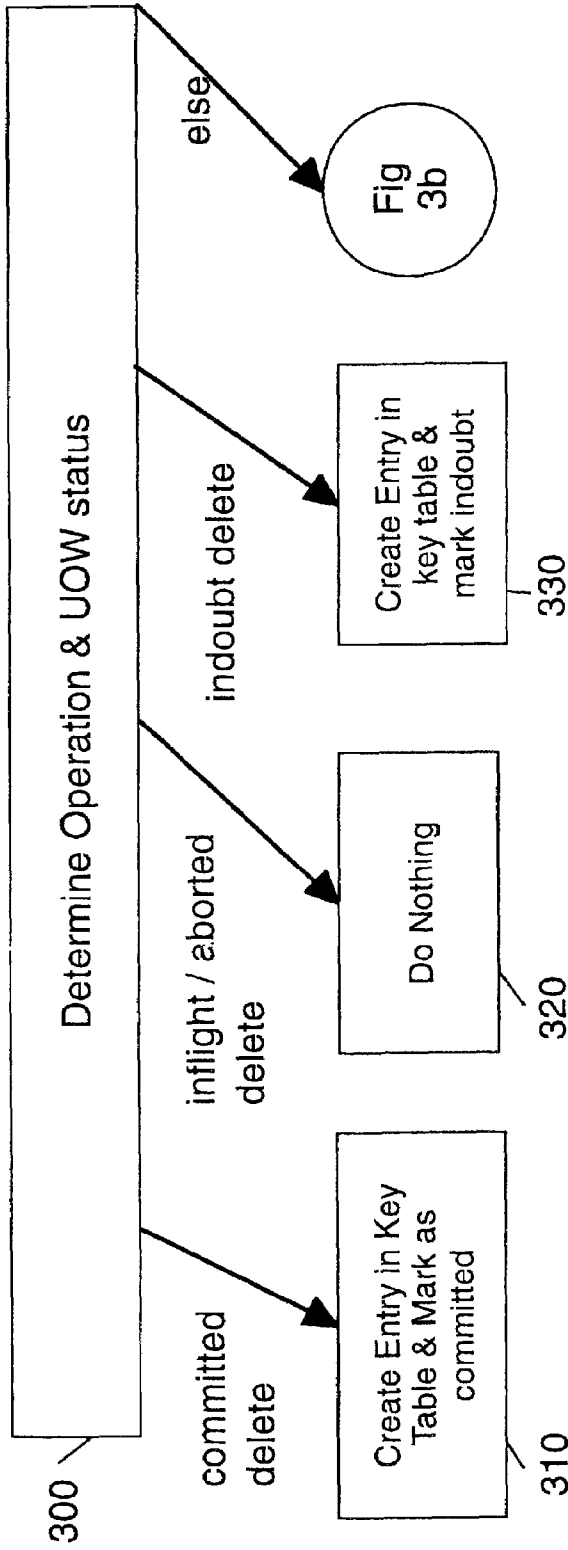 300
Determine Operation & UOW status
committed
delete
inflight / aborted
delete
indoubt delete
else
Create Entry in Key
Table & Mark as
committed
310
Do Nothing
320
Create Entry in
key table &
mark indoubt
330
Fig
3b